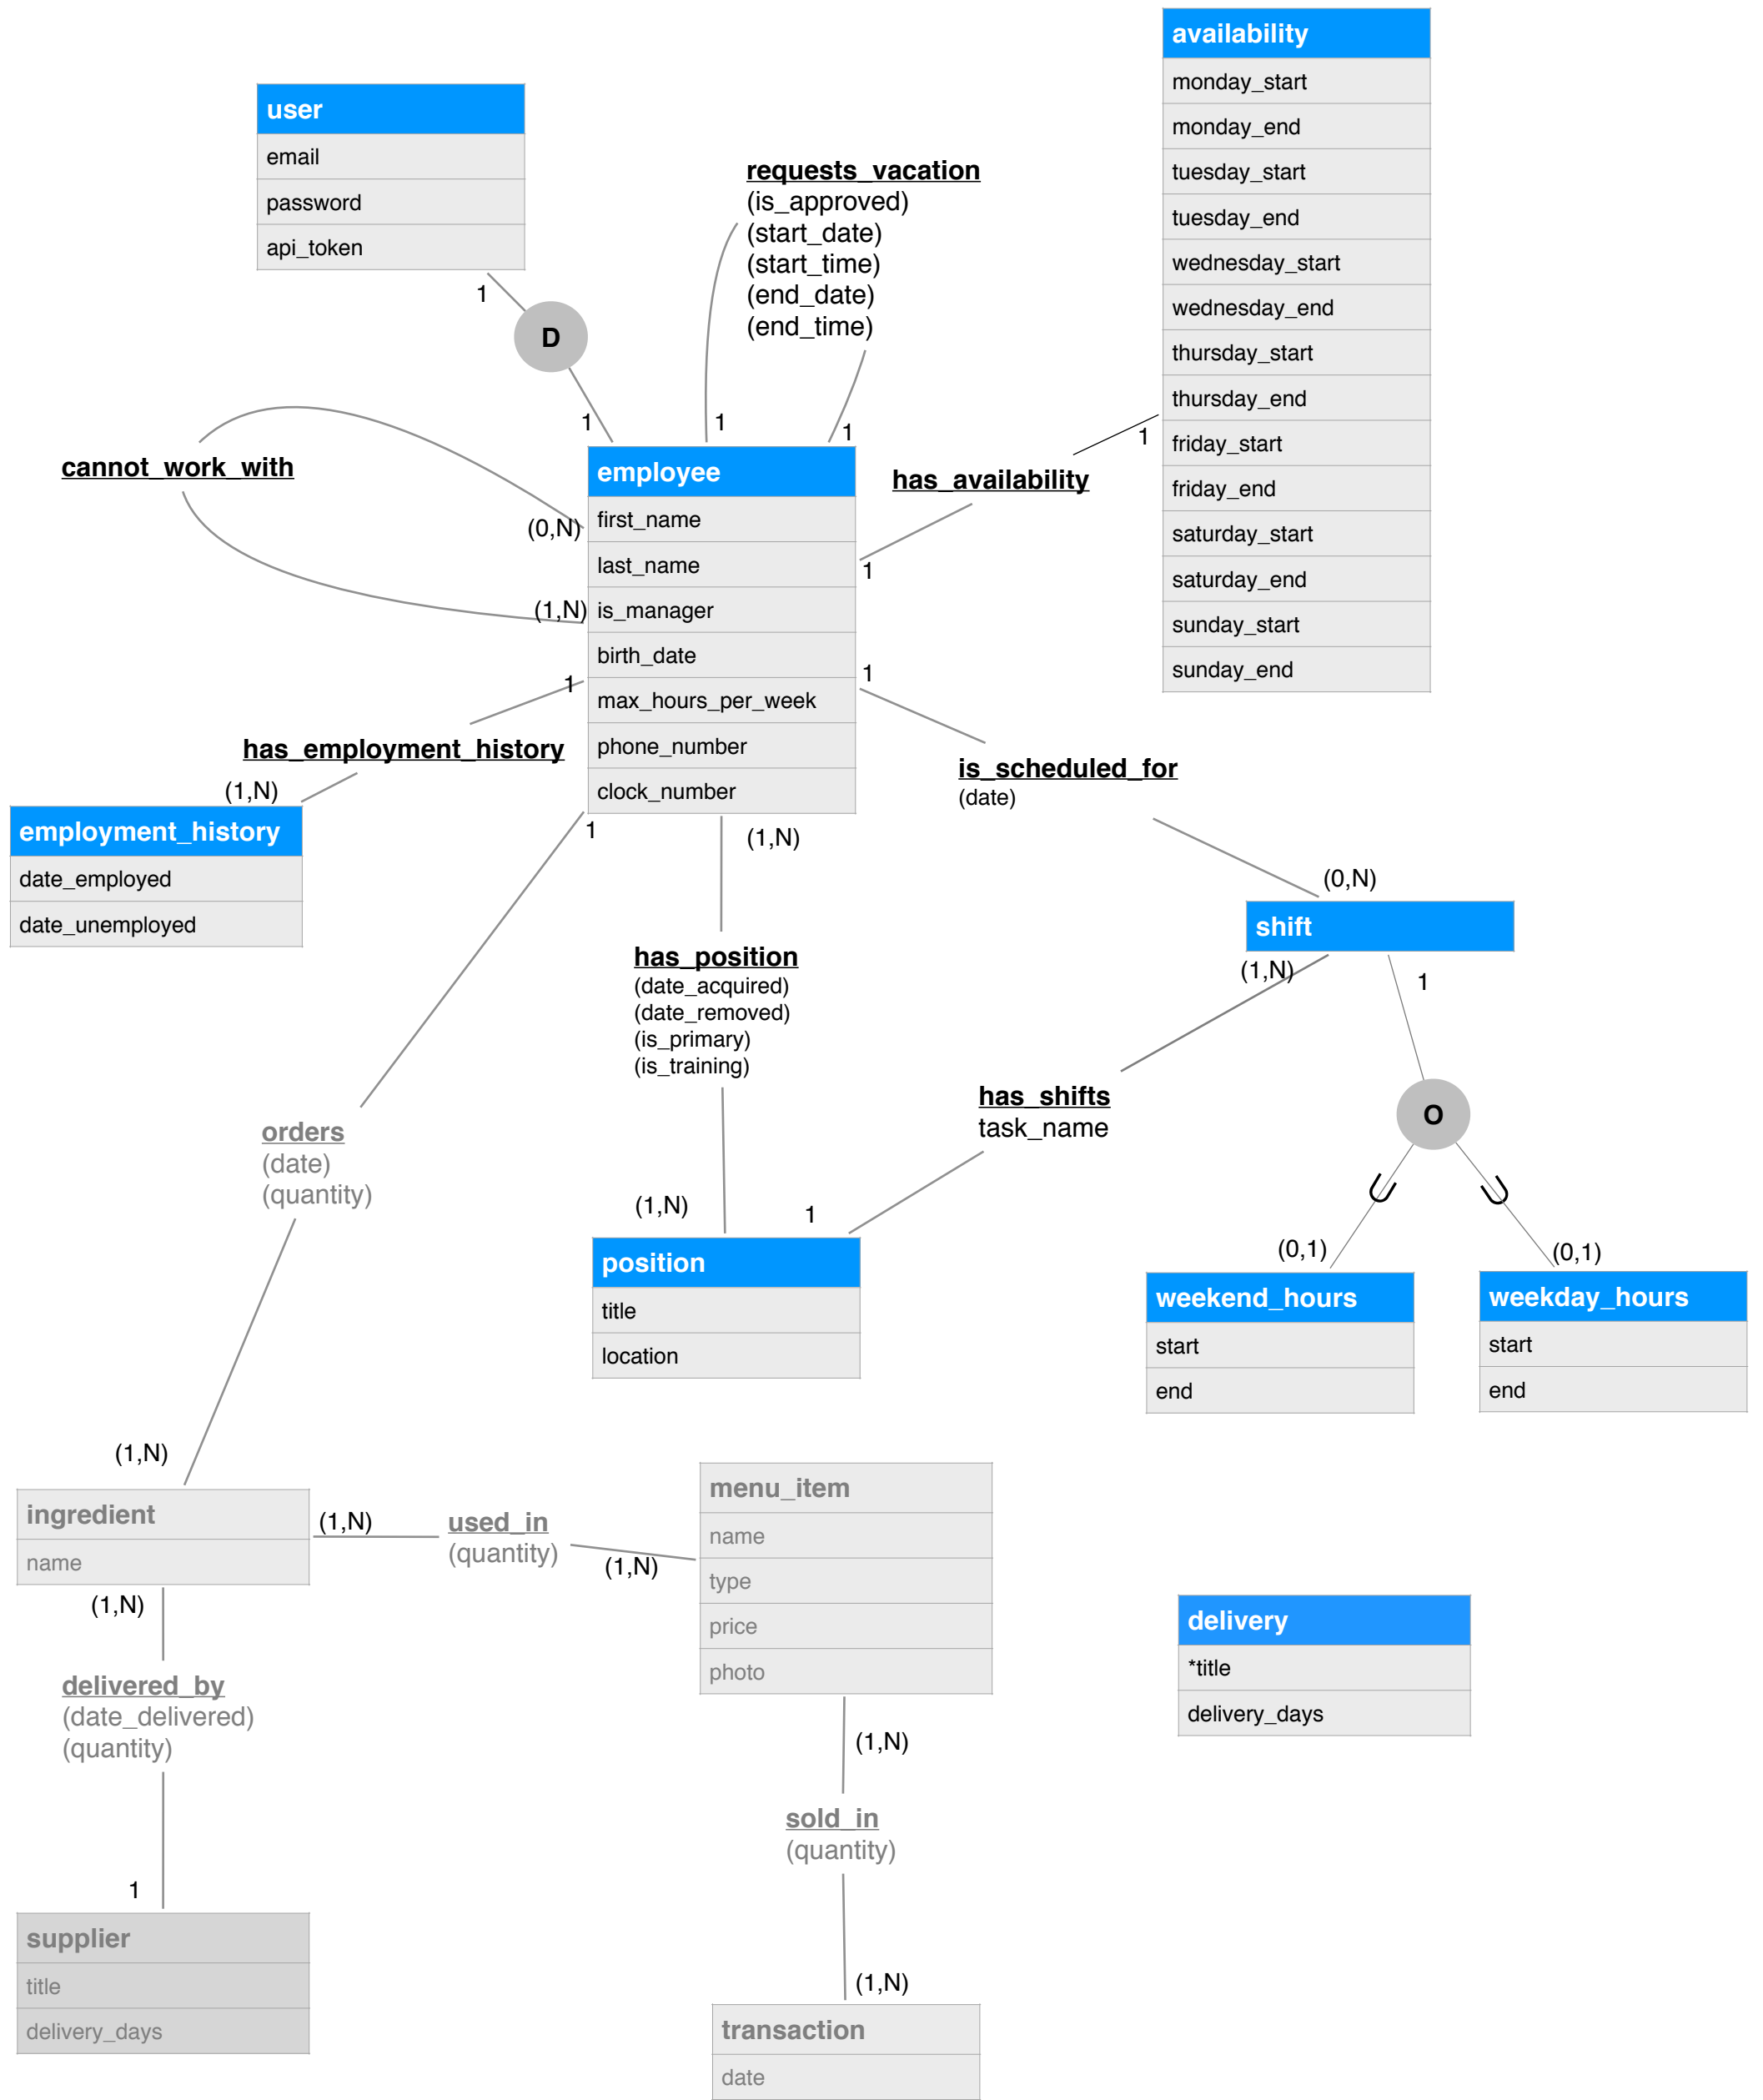 availability
monday_start
monday_end
tuesday_start
tuesday_end
wednesday_start
wednesday_end
thursday_start
thursday_end
friday_start
friday_end
saturday_start
saturday_end
sunday_start
sunday_end
user
email
password
api_token
1
D
1
requests_vacation
(is_approved)
(start_date)
(start_time)
(end_date)
(end_time)
1
1
cannot_work_with
(0,N)
(1,N)
employee
first_name
last_name
is_manager
birth_date
max_hours_per_week
phone_number
clock_number
has_availability
1
1
1
has_employment_history
(1,N)
employment_history
date_employed
date_unemployed
1
is_scheduled_for
(date)
(0,N)
shift
(1,N)
1
1
(1,N)
has_position
(date_acquired)
(date_removed)
(is_primary)
(is_training)
(1,N)
has_shifts
task_name
1
O
(0,1)
(0,1)
position
title
location
weekend_hours
start
end
weekday_hours
start
end
orders
(date)
(quantity)
(1,N)
ingredient
name
(1,N)
used_in
(quantity)
(1,N)
menu_item
name
type
price
photo
(1,N)
delivered_by
(date_delivered)
(quantity)
1
supplier
title
delivery_days
(1,N)
sold_in
(quantity)
(1,N)
transaction
date
delivery
*title
delivery_days